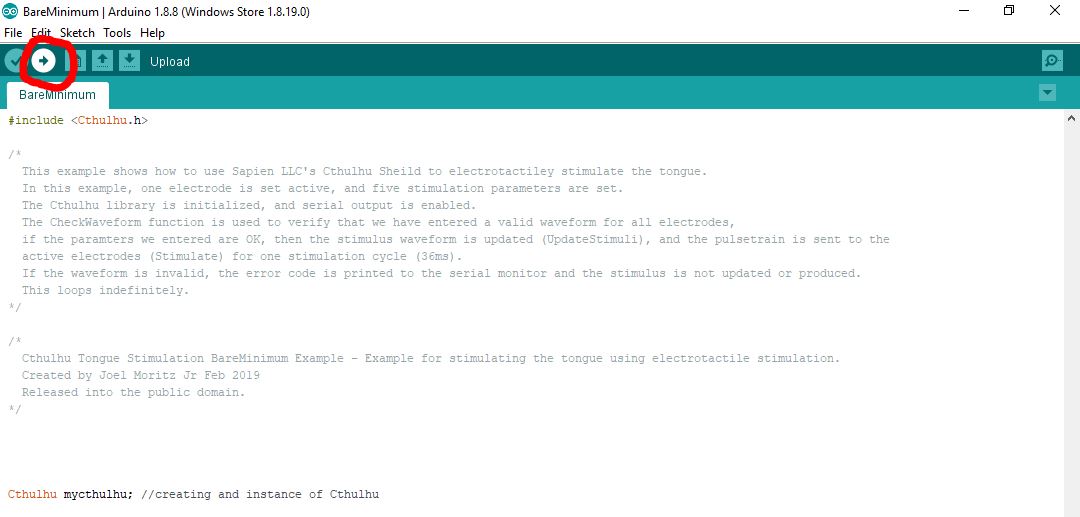 BareMinimum | Arduino 1.8.8 (Windows Store 1.8.19.0)
File Edit Sketch Tools Help
Upload
BareMinimum
#include <Cthulhu.h>
/*
This example shows how to use Sapien LLC's Cthulhu Sheild to electrotactiley stimulate the tongue.
In this example, one electrode is set active, and five stimulation parameters are set.
The Cthulhu library is initialized, and serial output is enabled.
The CheckWaveform function is used to verify that we have entered a valid waveform for all electrodes,
if the paramters we entered are OK, then the stimulus waveform is updated (UpdateStimuli), and the pulsetrain is sent to the
active electrodes (Stimulate) for one stimulation cycle (36ms).
If the waveform is invalid, the error code is printed to the serial monitor and the stimulus is not updated or produced.
This loops indefinitely.
*/
/*
Cthulhu Tongue Stimulation BareMinimum Example - Example for stimulating the tongue using electrotactile stimulation.
Created by Joel Moritz Jr Feb 2019
Released into the public domain.
*/
Cthulhu mycthulhu; //creating and instance of Cthulhu